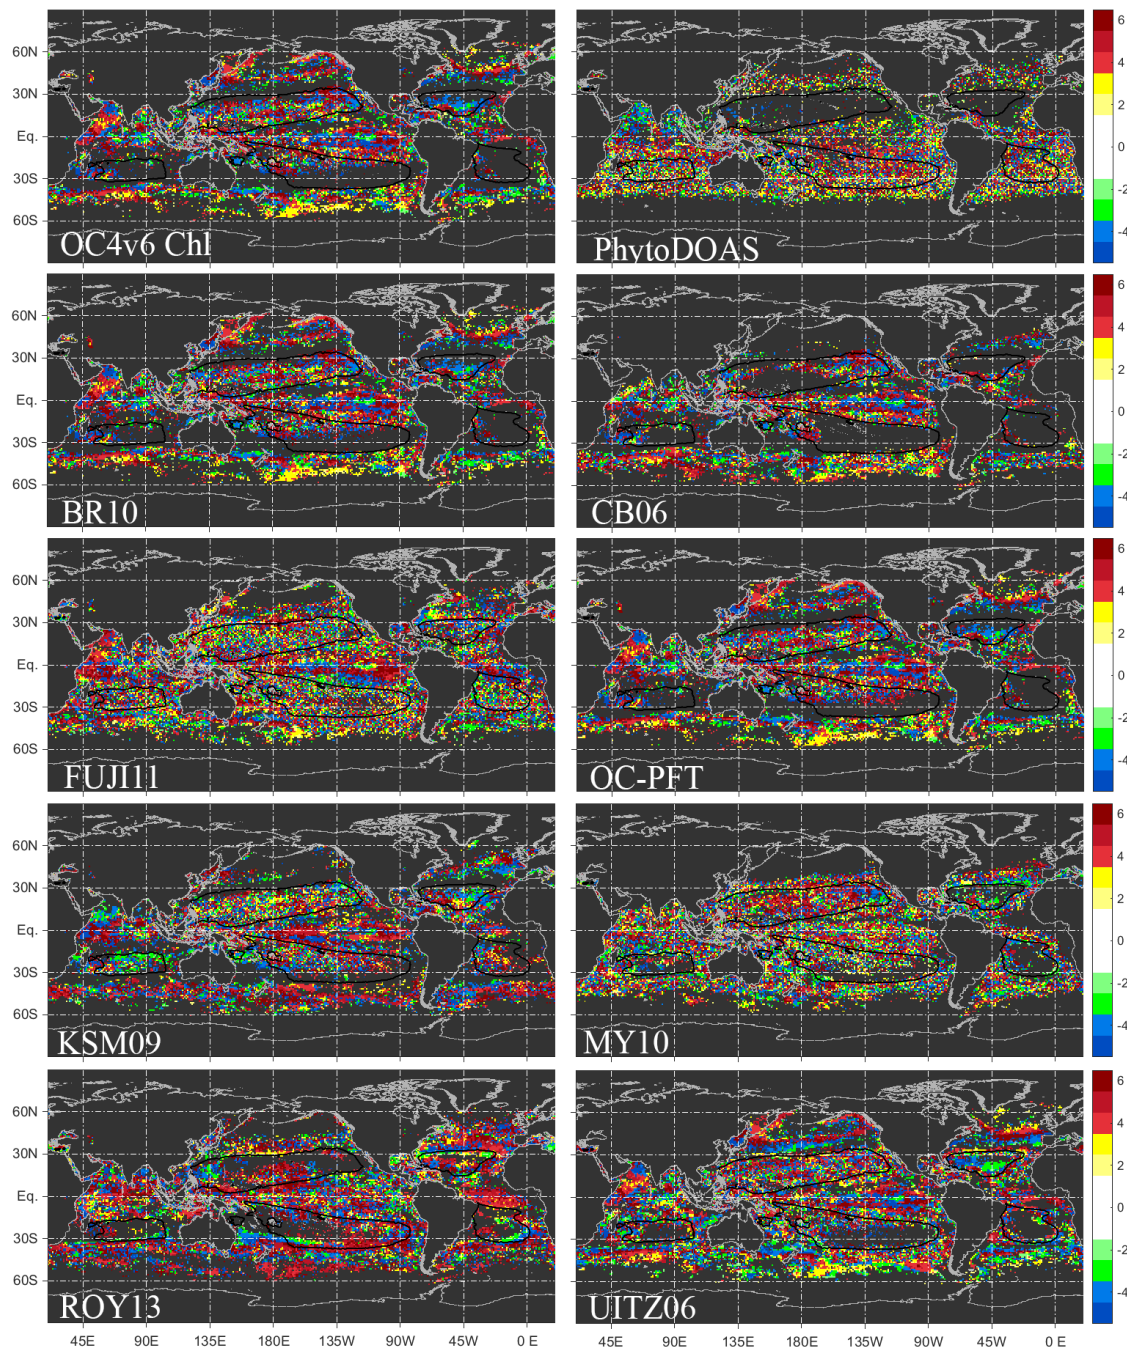 60N
30N
Eq.
30S
60S
OC4v6 Chl
PhytoDOAS
6
4
2
0
-2
-4
60N
30N
Eq.
30S
60S
BR10
CB06
6
4
2
0
-2
-4
60N
30N
Eq.
30S
60S
FUJI11
OC-PFT
6
4
2
0
-2
-4
60N
30N
Eq.
30S
60S
KSM09
MY10
6
4
2
0
-2
-4
60N
30N
Eq.
30S
60S
ROY13
UITZ06
6
4
2
0
-2
-4
45E 90E 135E 180E 135W 90W 45W 0 E
45E 90E 135E 180E 135W 90W 45W 0 E